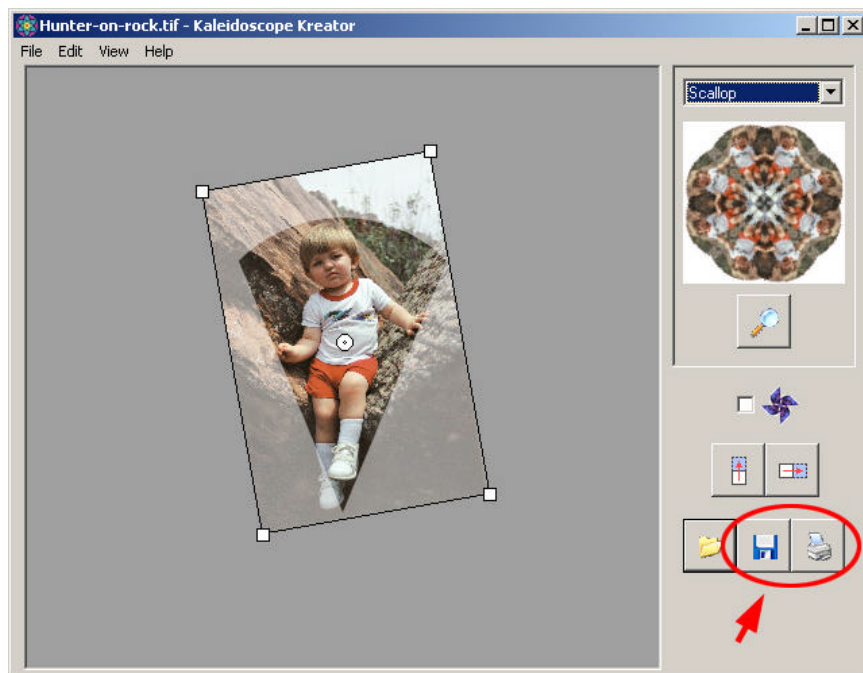 Hunter-on-rock.tif - Kaleidoscope Kreator
File Edit View Help
Scallop